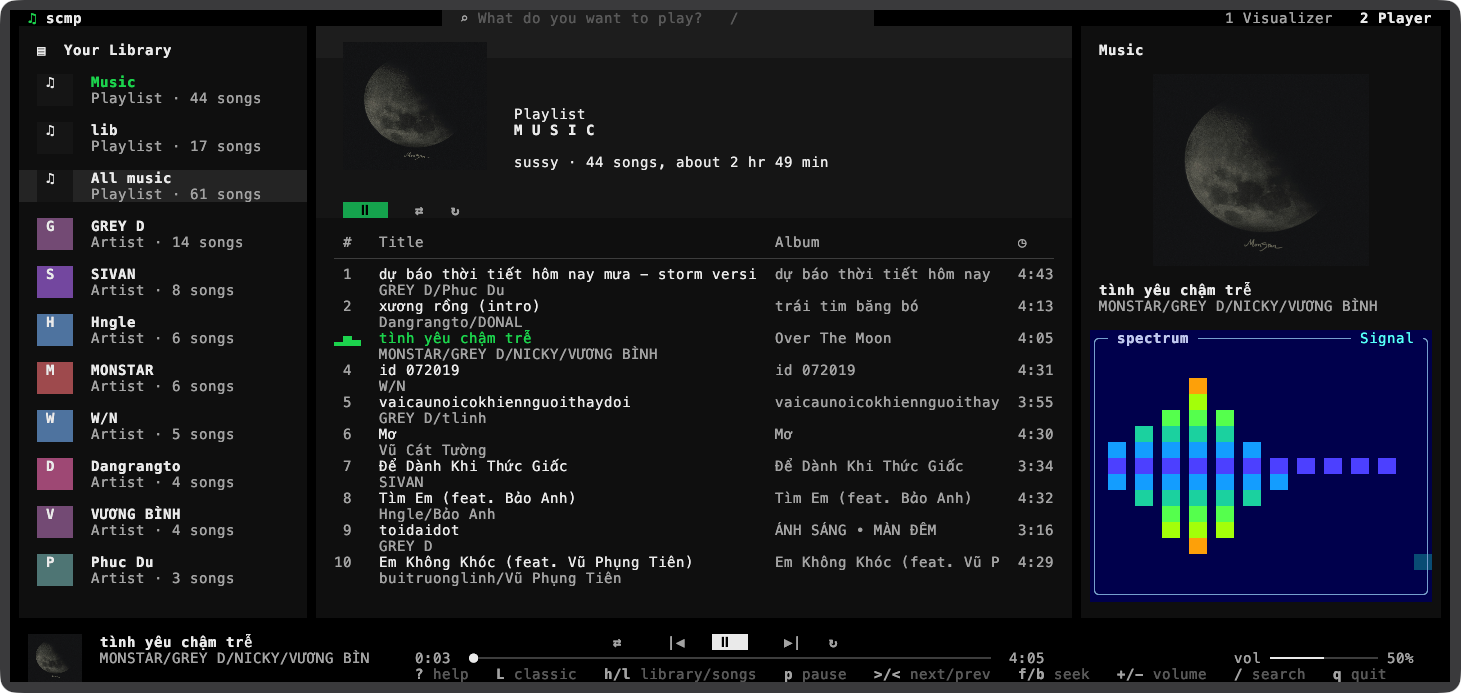 ♫ scmp
⌕ What do you want to play? /
1 Visualizer 2 Player
Your Library
♫ Music
Playlist · 44 songs
♫ lib
Playlist · 17 songs
♫ All music
Playlist · 61 songs
G GREY D
Artist · 14 songs
S SIVAN
Artist · 8 songs
H Hngle
Artist · 6 songs
M MONSTAR
Artist · 6 songs
W W/N
Artist · 5 songs
D Dangrangto
Artist · 4 songs
V VƯƠNG BÌNH
Artist · 4 songs
P Phuc Du
Artist · 3 songs
Playlist
M U S I C
sussy · 44 songs, about 2 hr 49 min
⇄ ↻
# Title Album ◷
1 dự báo thời tiết hôm nay mưa – storm versi dự báo thời tiết hôm nay 4:43
GREY D/Phuc Du
2 xương rồng (intro) trái tim băng bó 4:13
Dangrangto/DONAL
tình yêu chậm trễ Over The Moon 4:05
MONSTAR/GREY D/NICKY/VƯƠNG BÌNH
4 id 072019 id 072019 4:31
W/N
5 vaicaunoicokhiennguoithaydoi vaicaunoicokhiennguoithay 3:55
GREY D/tlinh
6 Mơ Mơ 4:30
Vũ Cát Tường
7 Để Dành Khi Thức Giấc Để Dành Khi Thức Giấc 3:34
SIVAN
8 Tìm Em (feat. Bảo Anh) Tìm Em (feat. Bảo Anh) 4:32
Hngle/Bảo Anh
9 toidaidot ÁNH SÁNG • MÀN ĐÊM 3:16
GREY D
10 Em Không Khóc (feat. Vũ Phụng Tiên) Em Không Khóc (feat. Vũ P 4:29
buitruonglinh/Vũ Phụng Tiên
Music
tình yêu chậm trễ
MONSTAR/GREY D/NICKY/VƯƠNG BÌNH
spectrum Signal
tình yêu chậm trễ
MONSTAR/GREY D/NICKY/VƯƠNG BÌN
0:03 4:05
vol 50%
? help L classic h/l library/songs p pause >/< next/prev f/b seek +/- volume / search q quit